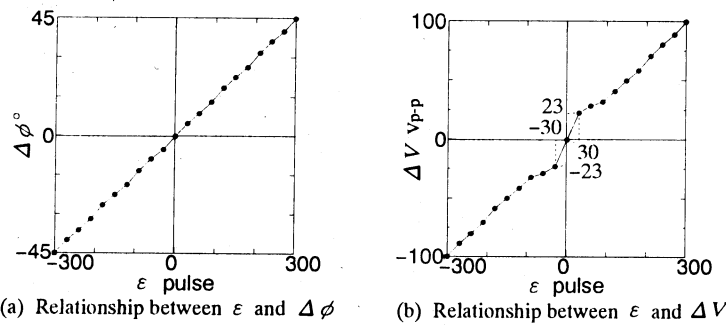 45
0
−45
−300
0
300
Δφ°
ε pulse
(a) Relationship between ε and Δφ
100
0
−100
−300
0
300
23
−30
30
−23
ΔV Vp-p
ε pulse
(b) Relationship between ε and ΔV